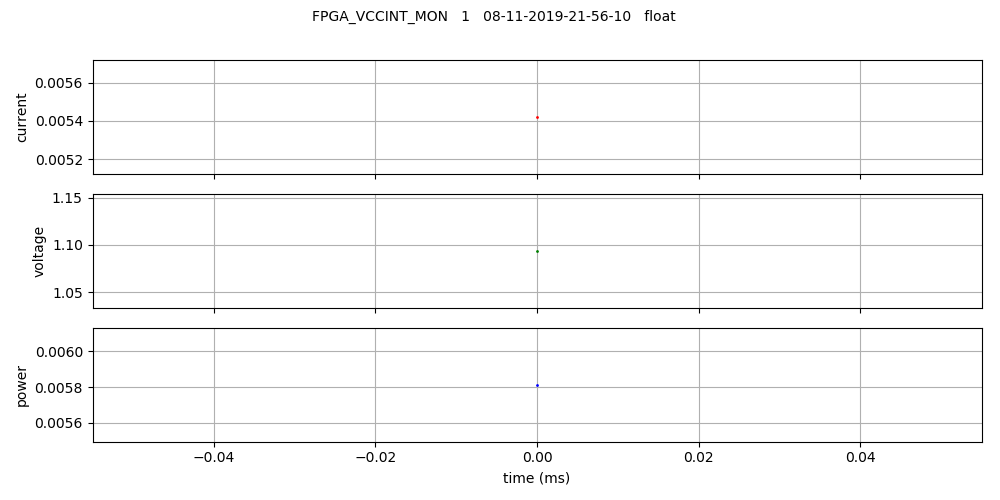 FPGA_VCCINT_MON   1   08-11-2019-21-56-10   float
0.0056
0.0054
0.0052
current
1.15
1.10
1.05
voltage
0.0060
0.0058
0.0056
power
−0.04 −0.02 0.00 0.02 0.04
time (ms)